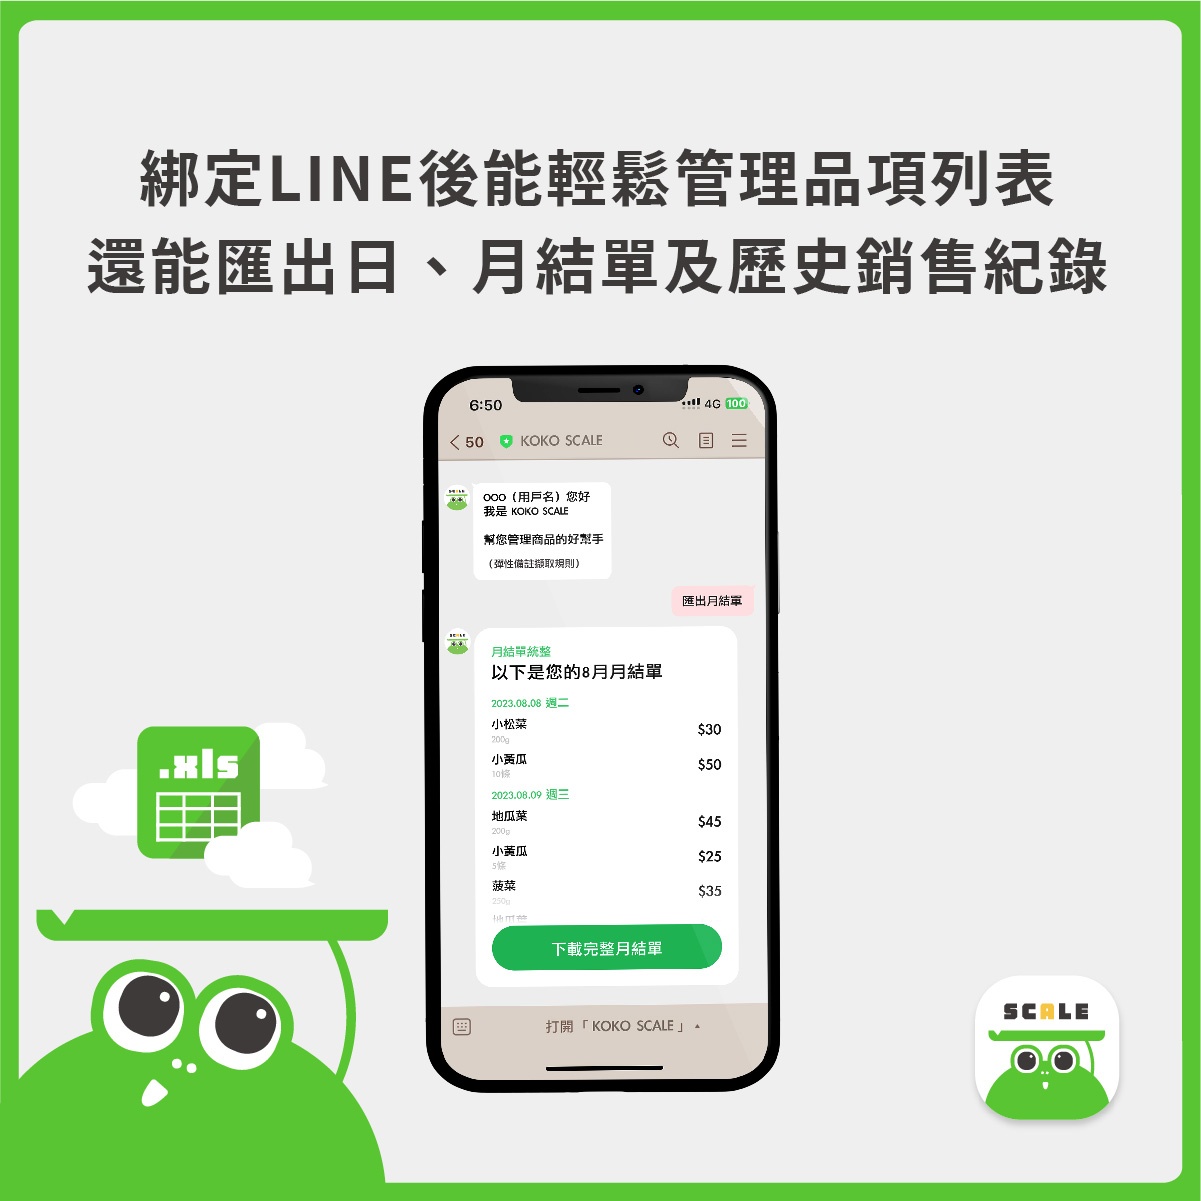 綁定LINE後能輕鬆管理品項列表
還能匯出日、月結單及歷史銷售紀錄
6:50
4G 100
50 KOKO SCALE
SCALE
OOO（用戶名）您好
我是 KOKO SCALE
幫您管理商品的好幫手
（彈性備註擷取規則）
匯出月結單
SCALE
月結單統整
以下是您的8月月結單
2023.08.08 週二
小松菜 $30
200g
小黃瓜 $50
10條
2023.08.09 週三
地瓜葉 $45
200g
小黃瓜 $25
5條
菠菜 $35
250g
地瓜葉
下載完整月結單
打開「 KOKO SCALE 」
.xls
SCALE